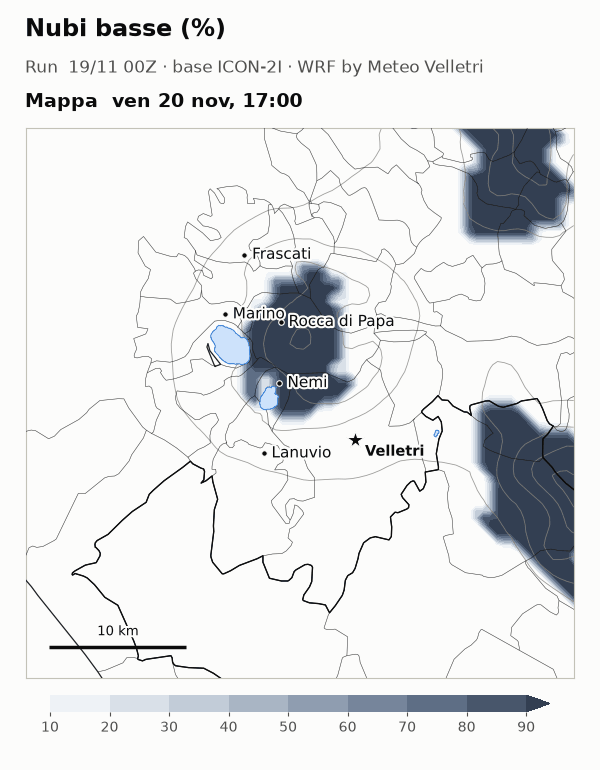 Nubi basse (%)
Run  19/11 00Z · base ICON-2I · WRF by Meteo Velletri
Mappa  ven 20 nov, 17:00
Frascati
Marino
Rocca di Papa
Nemi
Velletri
Lanuvio
10 km
10 20 30 40 50 60 70 80 90